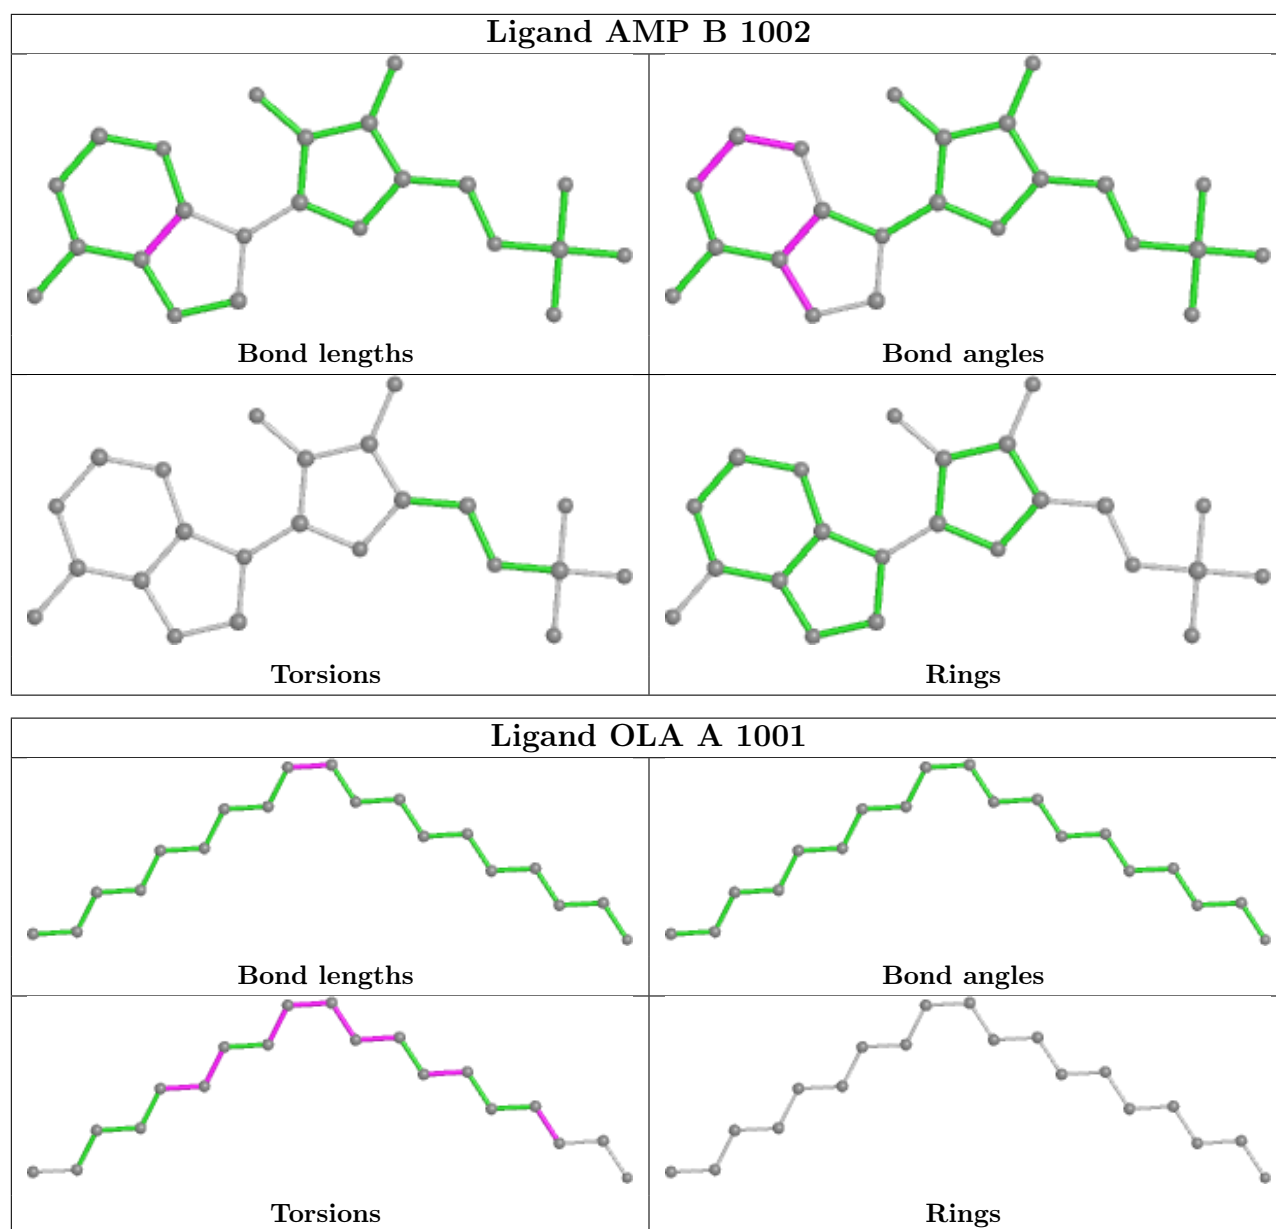 Ligand AMP B 1002
Bond lengths
Bond angles
Torsions
Rings
Ligand OLA A 1001
Bond lengths
Bond angles
Torsions
Rings